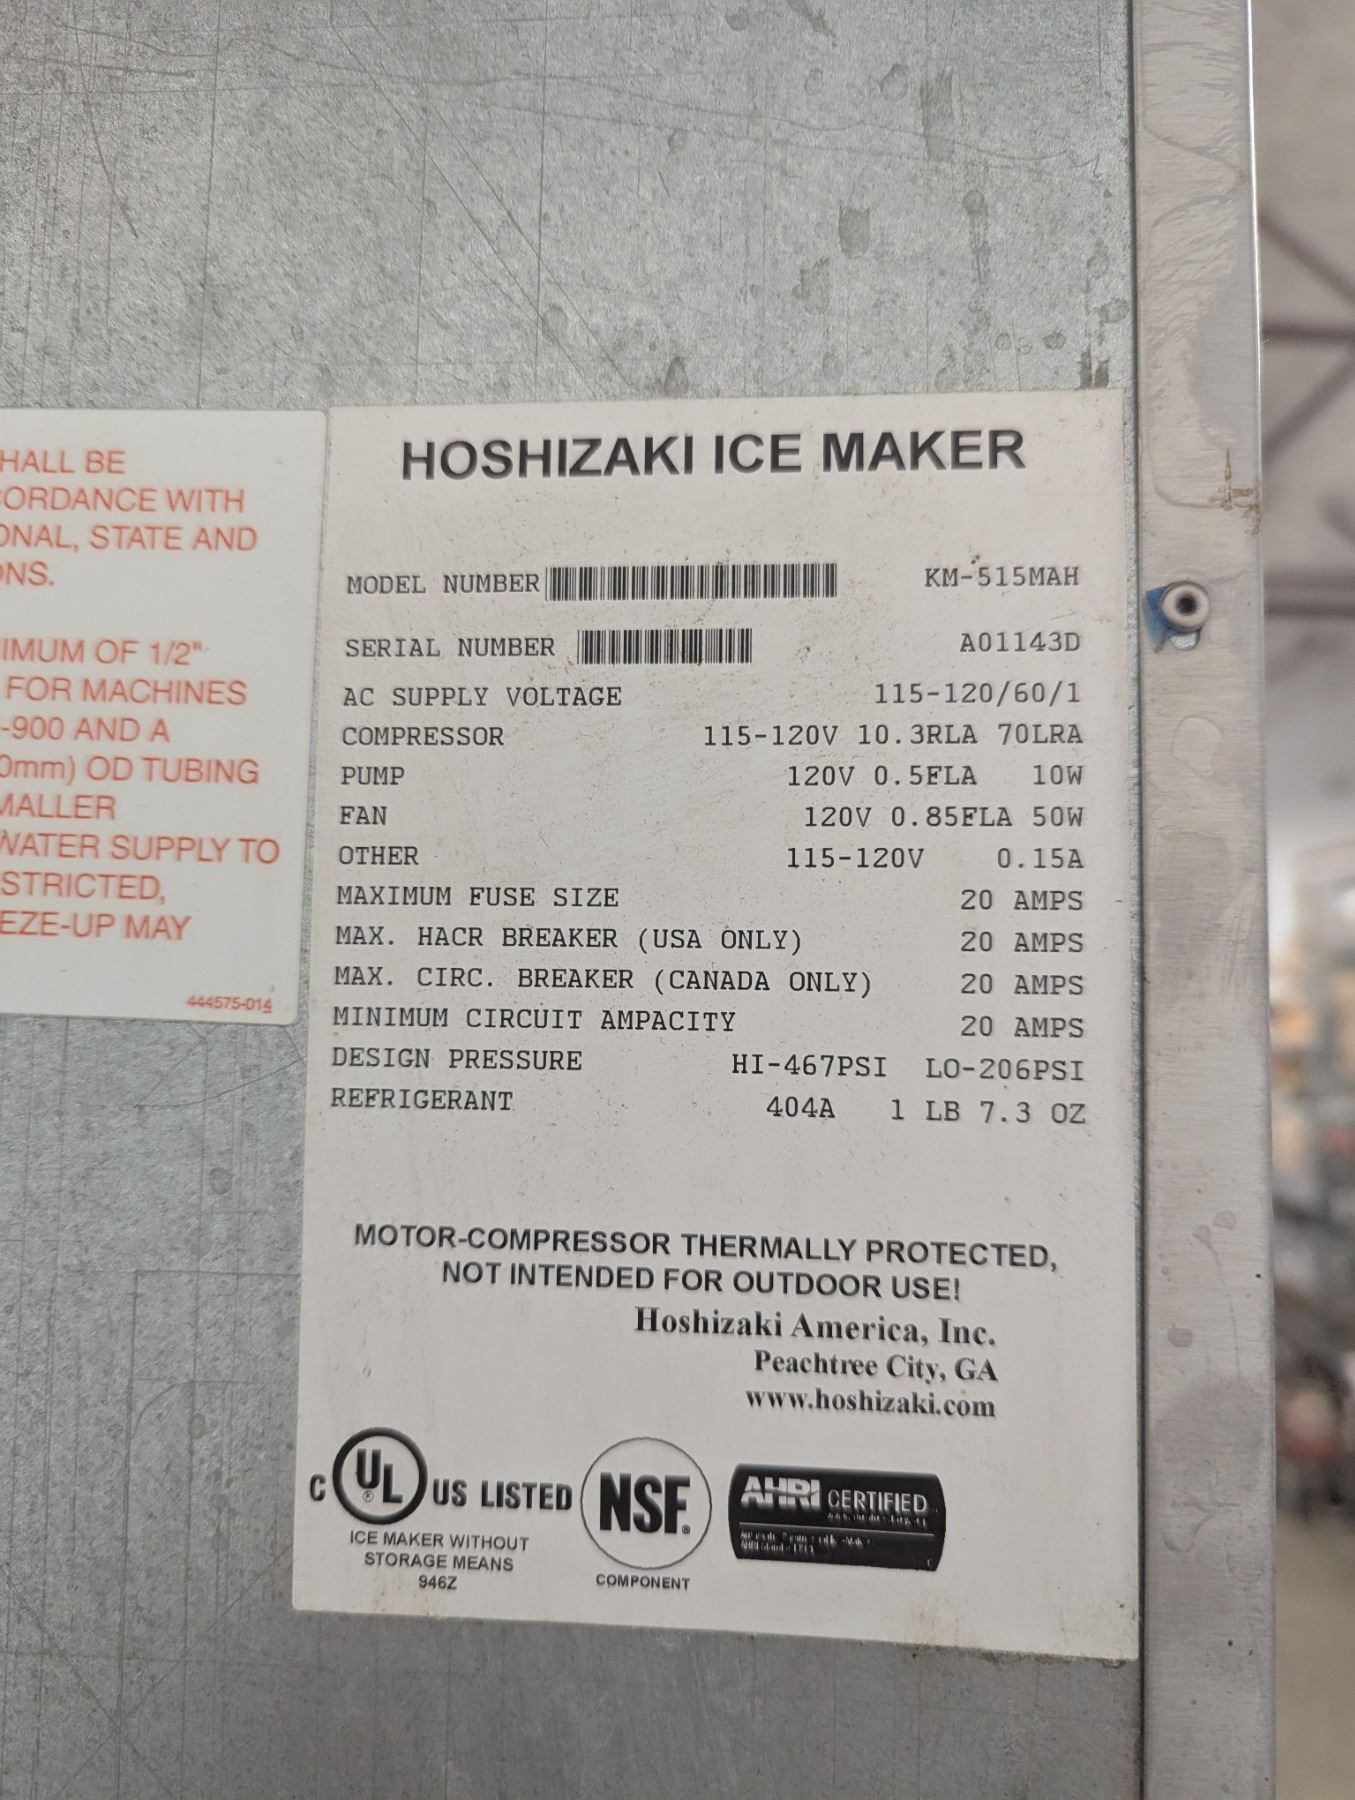 HALL BE
CORDANCE WITH
ONAL, STATE AND
ONS.
IMUM OF 1/2"
FOR MACHINES
-900 AND A
0mm) OD TUBING
MALLER
WATER SUPPLY TO
STRICTED,
EZE-UP MAY
444575-014
HOSHIZAKI ICE MAKER
MODEL NUMBER KM-515MAH
SERIAL NUMBER A01143D
AC SUPPLY VOLTAGE 115-120/60/1
COMPRESSOR 115-120V 10.3RLA 70LRA
PUMP 120V 0.5FLA 10W
FAN 120V 0.85FLA 50W
OTHER 115-120V 0.15A
MAXIMUM FUSE SIZE 20 AMPS
MAX. HACR BREAKER (USA ONLY) 20 AMPS
MAX. CIRC. BREAKER (CANADA ONLY) 20 AMPS
MINIMUM CIRCUIT AMPACITY 20 AMPS
DESIGN PRESSURE HI-467PSI LO-206PSI
REFRIGERANT 404A 1 LB 7.3 OZ
MOTOR-COMPRESSOR THERMALLY PROTECTED,
NOT INTENDED FOR OUTDOOR USE!
Hoshizaki America, Inc.
Peachtree City, GA
www.hoshizaki.com
C UL ® US LISTED
ICE MAKER WITHOUT
STORAGE MEANS
946Z
NSF®
COMPONENT
AHRI CERTIFIED